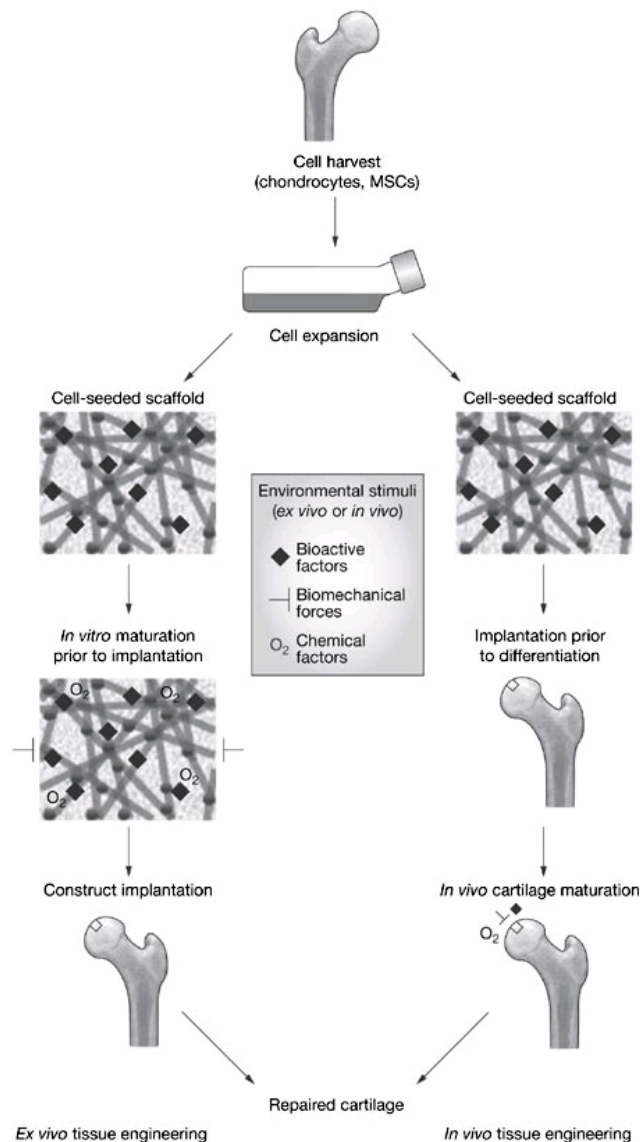 Cell harvest
(chondrocytes, MSCs)
Cell expansion
Cell-seeded scaffold
Cell-seeded scaffold
Environmental stimuli
(ex vivo or in vivo)
Bioactive
factors
Biomechanical
forces
O₂ Chemical
factors
In vitro maturation
prior to implantation
Implantation prior
to differentiation
O₂ O₂
O₂
O₂
Construct implantation
In vivo cartilage maturation
O₂
Repaired cartilage
Ex vivo tissue engineering
In vivo tissue engineering